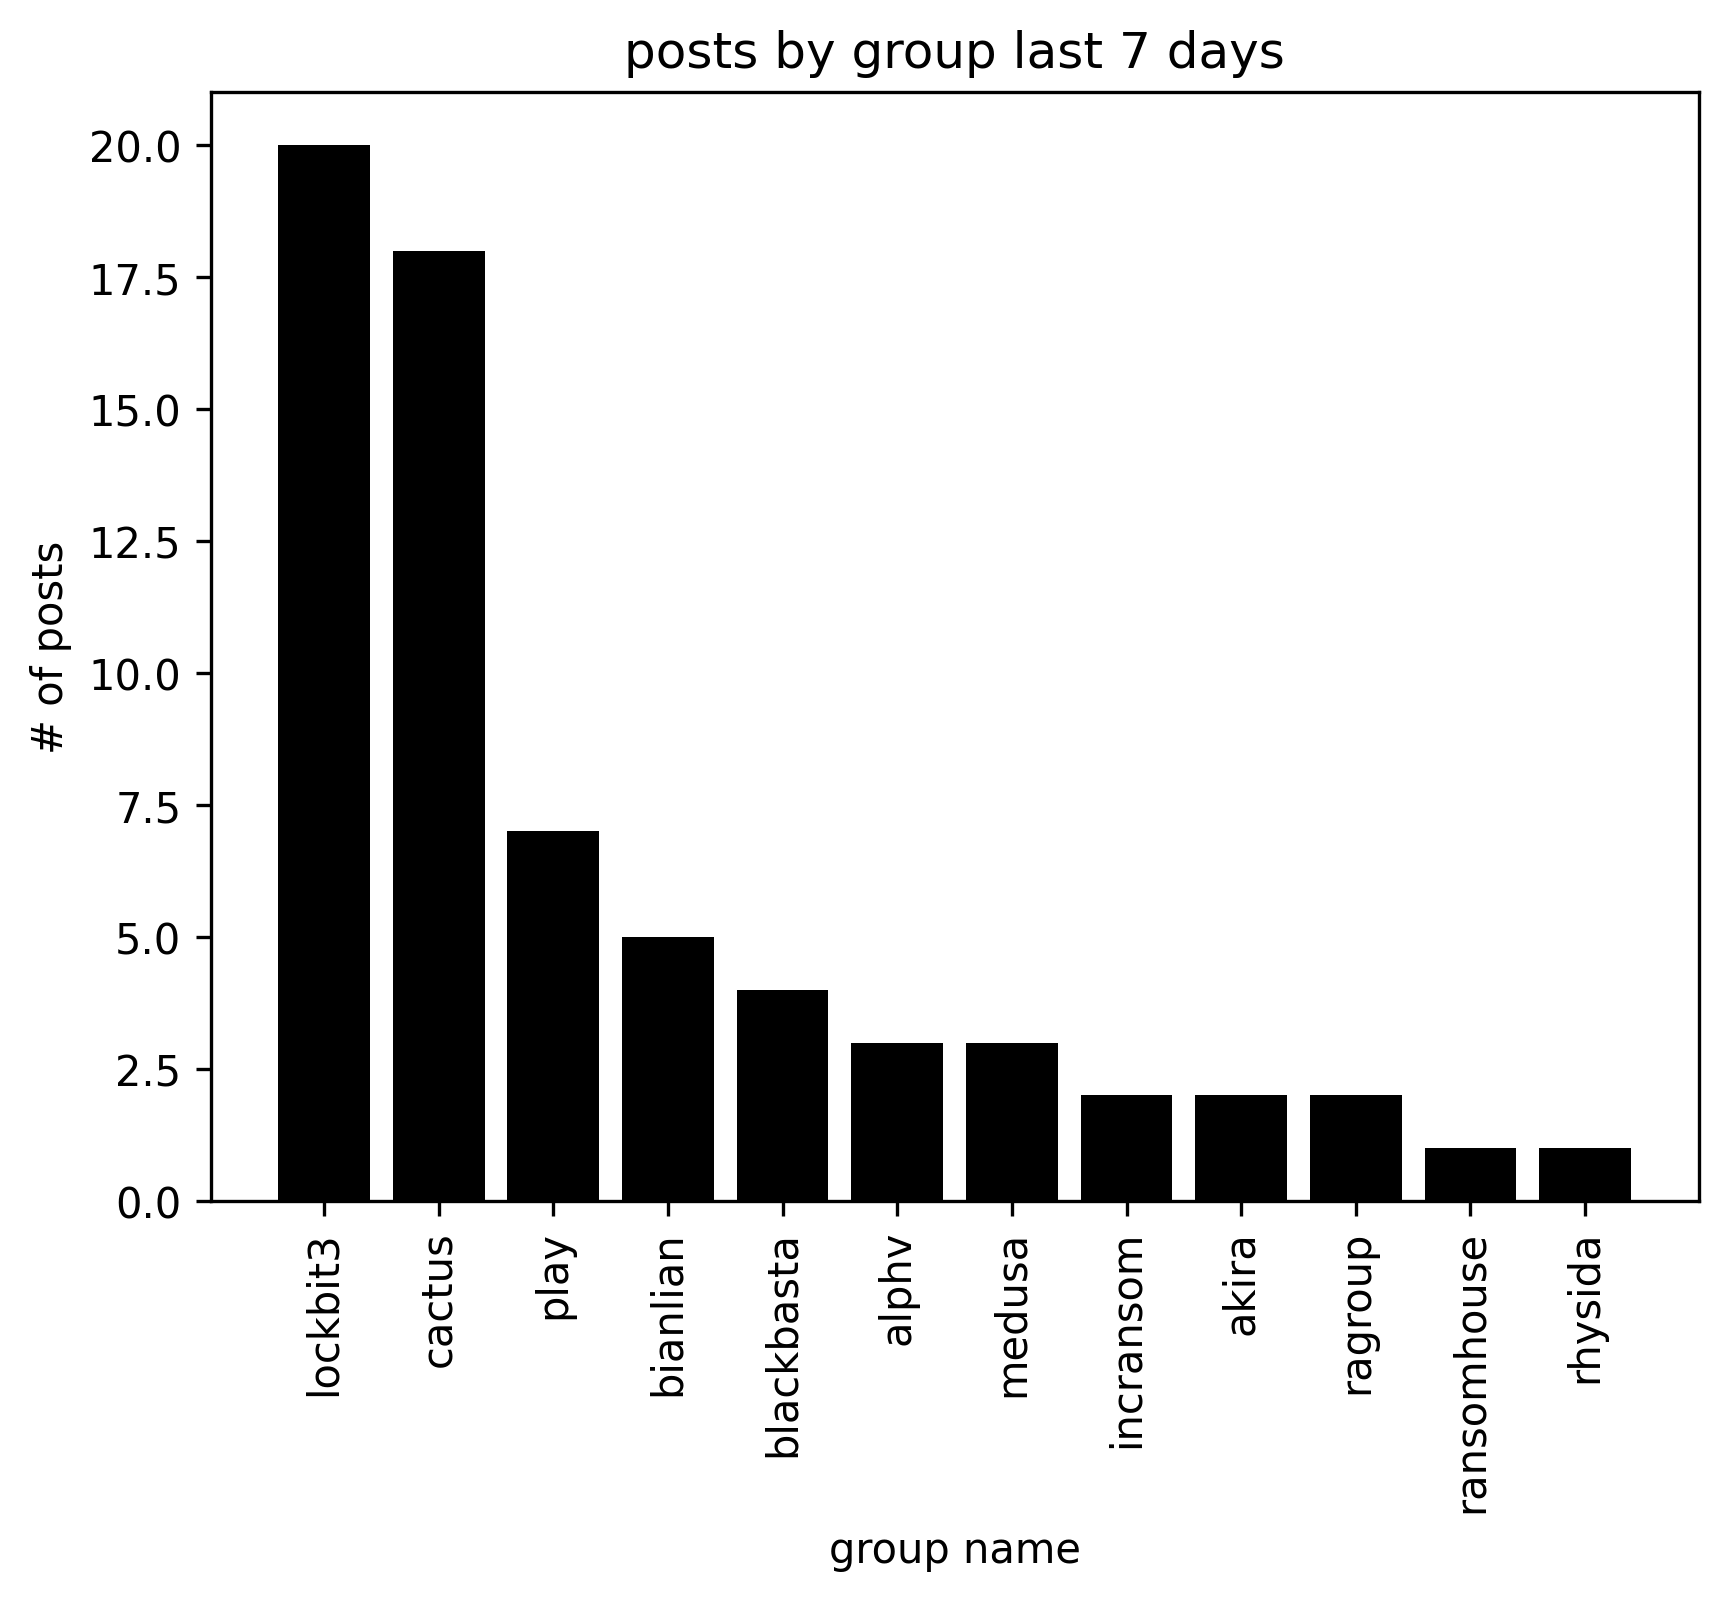 posts by group last 7 days
# of posts
20.0
17.5
15.0
12.5
10.0
7.5
5.0
2.5
0.0
lockbit3
cactus
play
bianlian
blackbasta
alphv
medusa
incransom
akira
ragroup
ransomhouse
rhysida
group name